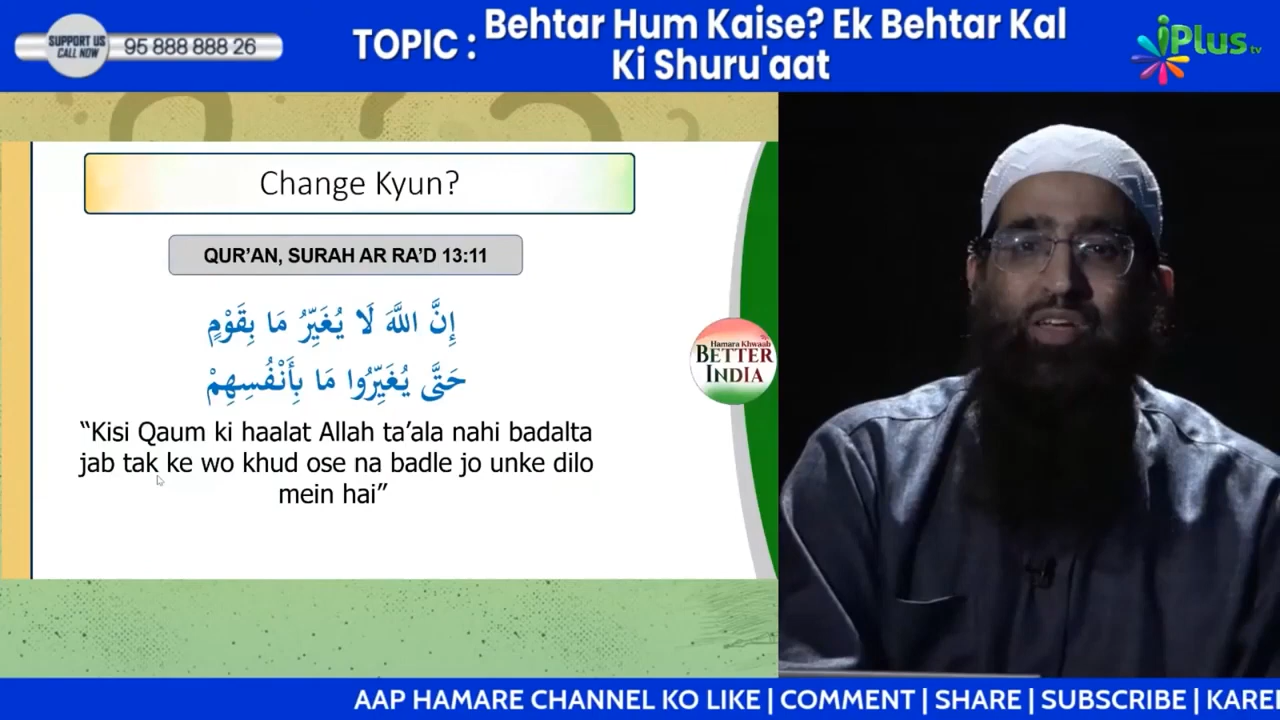 SUPPORT US
CALL NOW
95 888 888 26
TOPIC :
Behtar Hum Kaise? Ek Behtar Kal
Ki Shuru'aat
iPlus tv
Change Kyun?
QUR'AN, SURAH AR RA'D 13:11
إِنَّ اللَّهَ لَا يُغَيِّرُ مَا بِقَوْمٍ
حَتَّى يُغَيِّرُوا مَا بِأَنْفُسِهِمْ
“Kisi Qaum ki haalat Allah ta’ala nahi badalta
jab tak ke wo khud ose na badle jo unke dilo
mein hai”
Hamara Khwaab
BETTER
INDIA
AAP HAMARE CHANNEL KO LIKE | COMMENT | SHARE | SUBSCRIBE | KARE